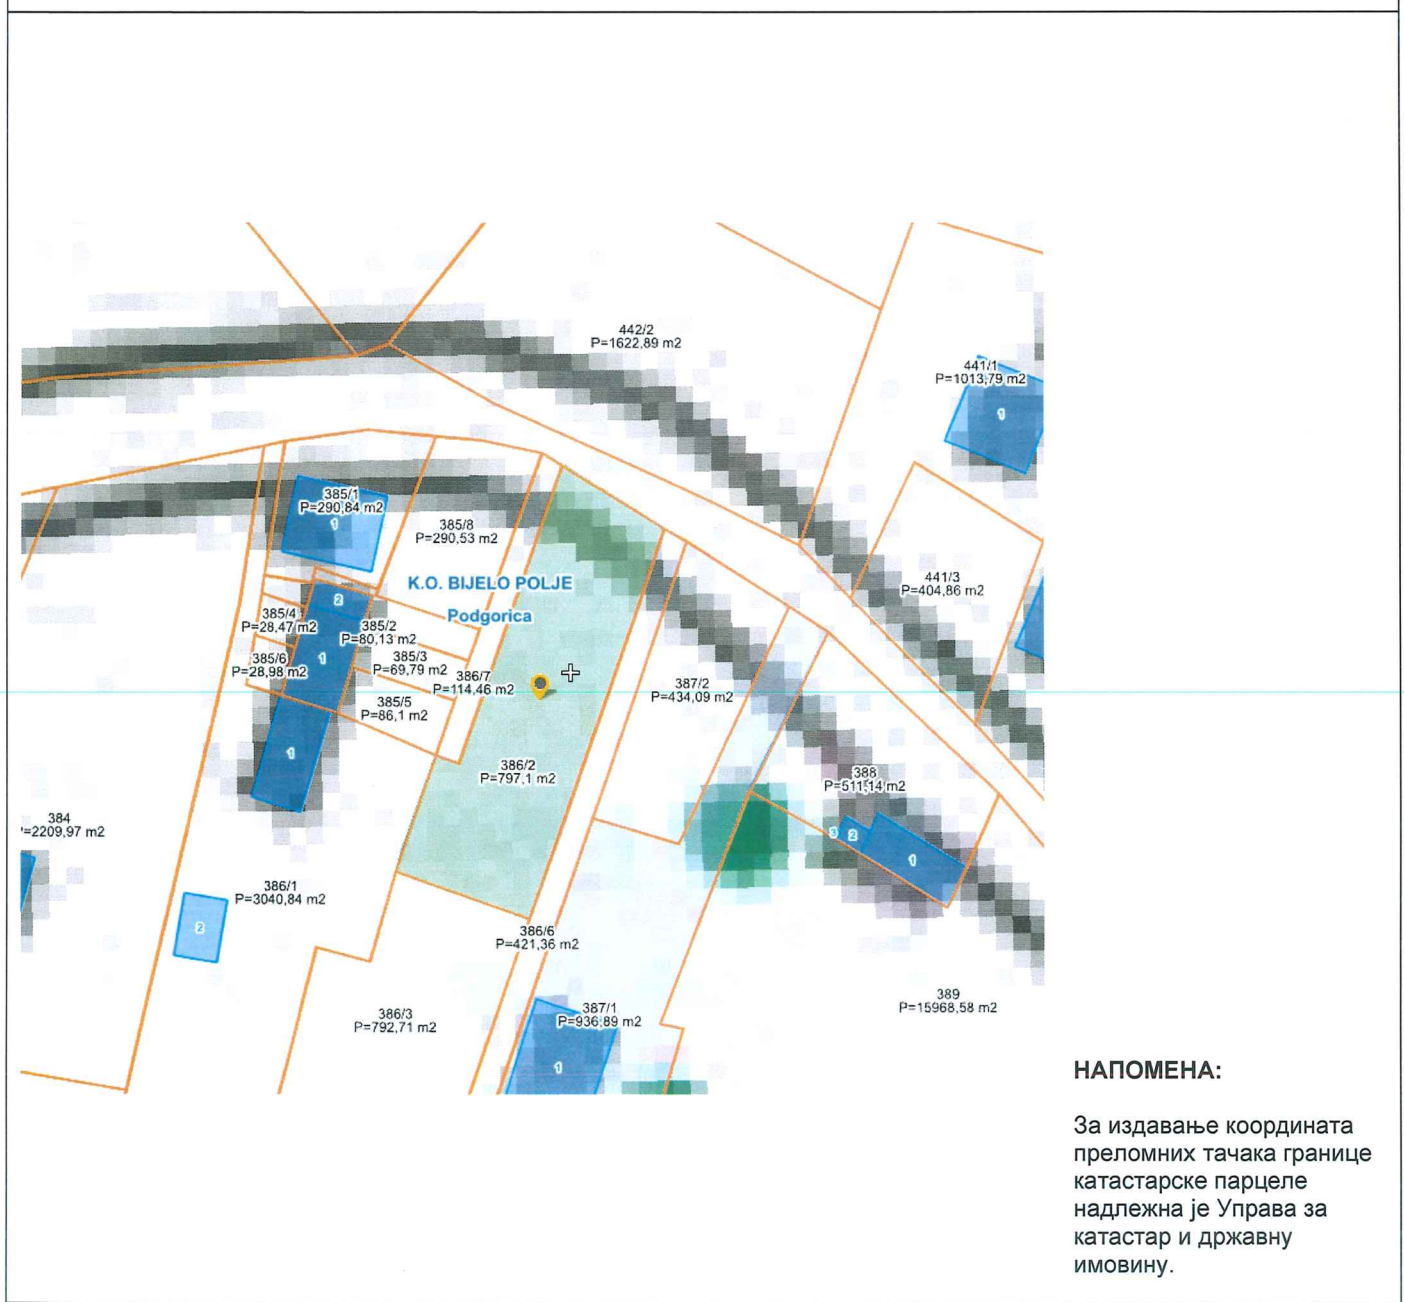 442/2
P=1622,89 m2
441/1
P=1013,79 m2
1
385/1
P=290,84 m2
1
385/8
P=290,53 m2
K.O. BIJELO POLJE
Podgorica
441/3
P=404,86 m2
2
385/4
P=28,47 m2
385/2
P=80,13 m2
1
385/6
P=28,98 m2
385/3
P=69,79 m2
386/7
P=114,46 m2
385/5
P=86,1 m2
387/2
P=434,09 m2
1
386/2
P=797,1 m2
388
P=511,14 m2
384
P=2209,97 m2
3
2
1
386/1
P=3040,84 m2
2
386/6
P=421,36 m2
389
P=15968,58 m2
386/3
P=792,71 m2
387/1
P=936,89 m2
1
НАПОМЕНА:
За издавање координата
преломних тачака границе
катастарске парцеле
надлежна је Управа за
катастар и државну
имовину.